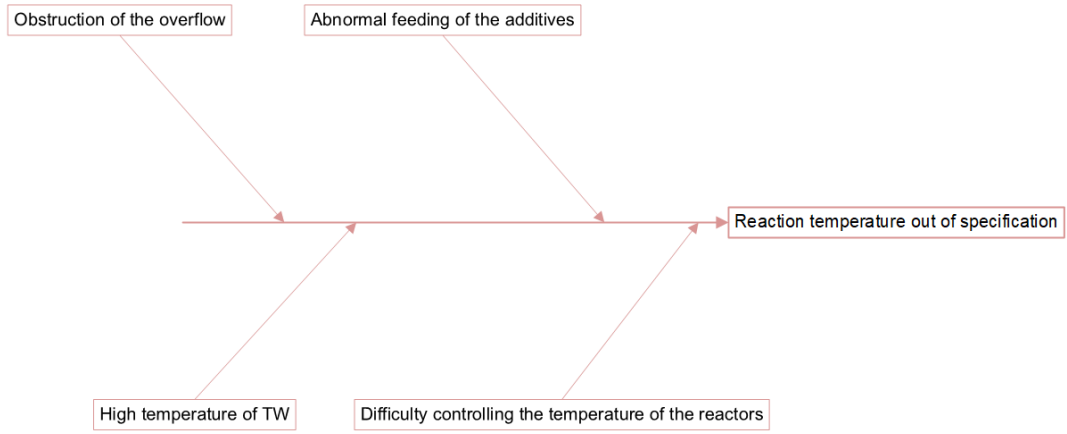 Obstruction of the overflow
Abnormal feeding of the additives
Reaction temperature out of specification
High temperature of TW
Difficulty controlling the temperature of the reactors